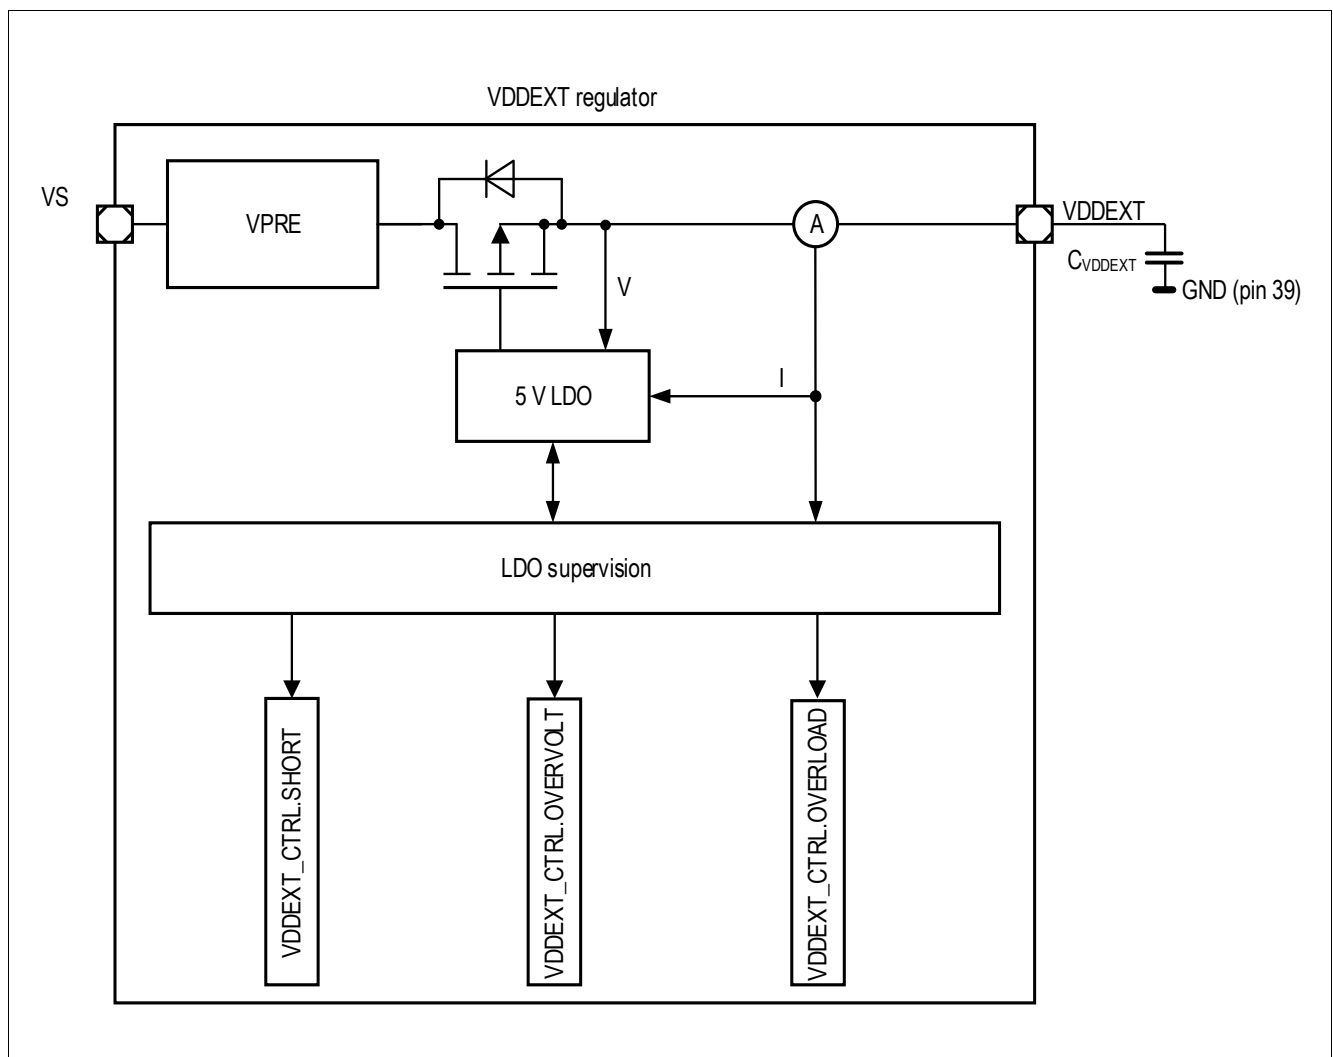 VDDEXT regulator
VS
VPRE
A
VDDEXT
CVDDEXT
GND (pin 39)
V
I
5 V LDO
LDO supervision
VDDEXT_CTRL.SHORT
VDDEXT_CTRL.OVERVOLT
VDDEXT_CTRL.OVERLOAD